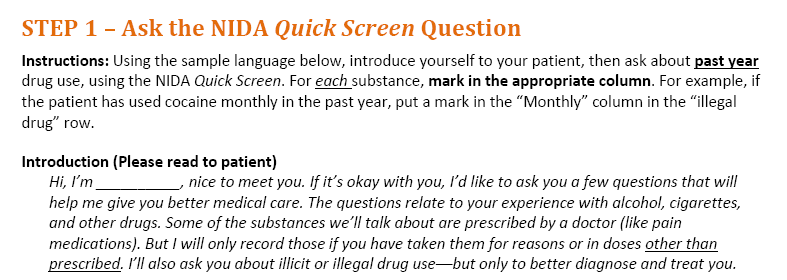 STEP 1 – Ask the NIDA Quick Screen Question
Instructions: Using the sample language below, introduce yourself to your patient, then ask about past year
drug use, using the NIDA Quick Screen. For each substance, mark in the appropriate column. For example, if
the patient has used cocaine monthly in the past year, put a mark in the “Monthly” column in the “illegal
drug” row.
Introduction (Please read to patient)
Hi, I’m __________, nice to meet you. If it’s okay with you, I’d like to ask you a few questions that will
help me give you better medical care. The questions relate to your experience with alcohol, cigarettes,
and other drugs. Some of the substances we’ll talk about are prescribed by a doctor (like pain
medications). But I will only record those if you have taken them for reasons or in doses other than
prescribed. I’ll also ask you about illicit or illegal drug use—but only to better diagnose and treat you.